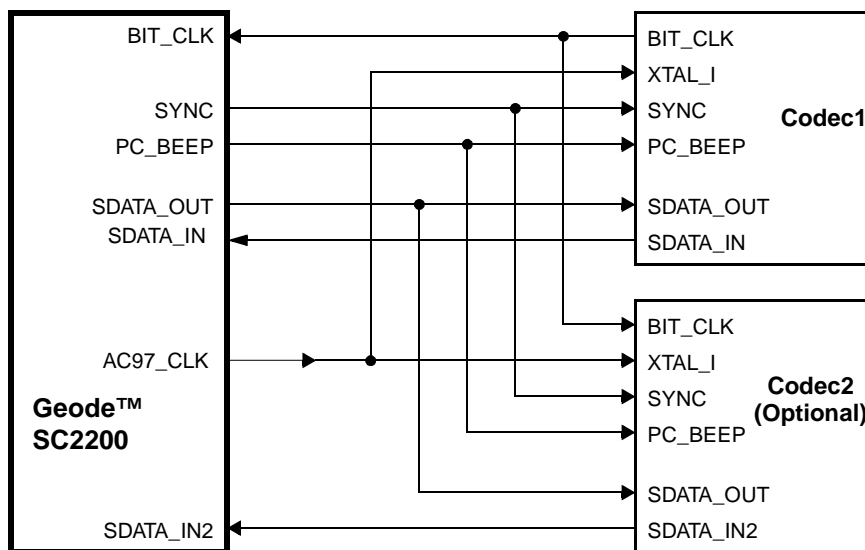 BIT_CLK
SYNC
PC_BEEP
SDATA_OUT
SDATA_IN
AC97_CLK
Geode™
SC2200
SDATA_IN2
BIT_CLK
XTAL_I
SYNC
Codec1
PC_BEEP
SDATA_OUT
SDATA_IN
BIT_CLK
XTAL_I
SYNC
Codec2
(Optional)
PC_BEEP
SDATA_OUT
SDATA_IN2